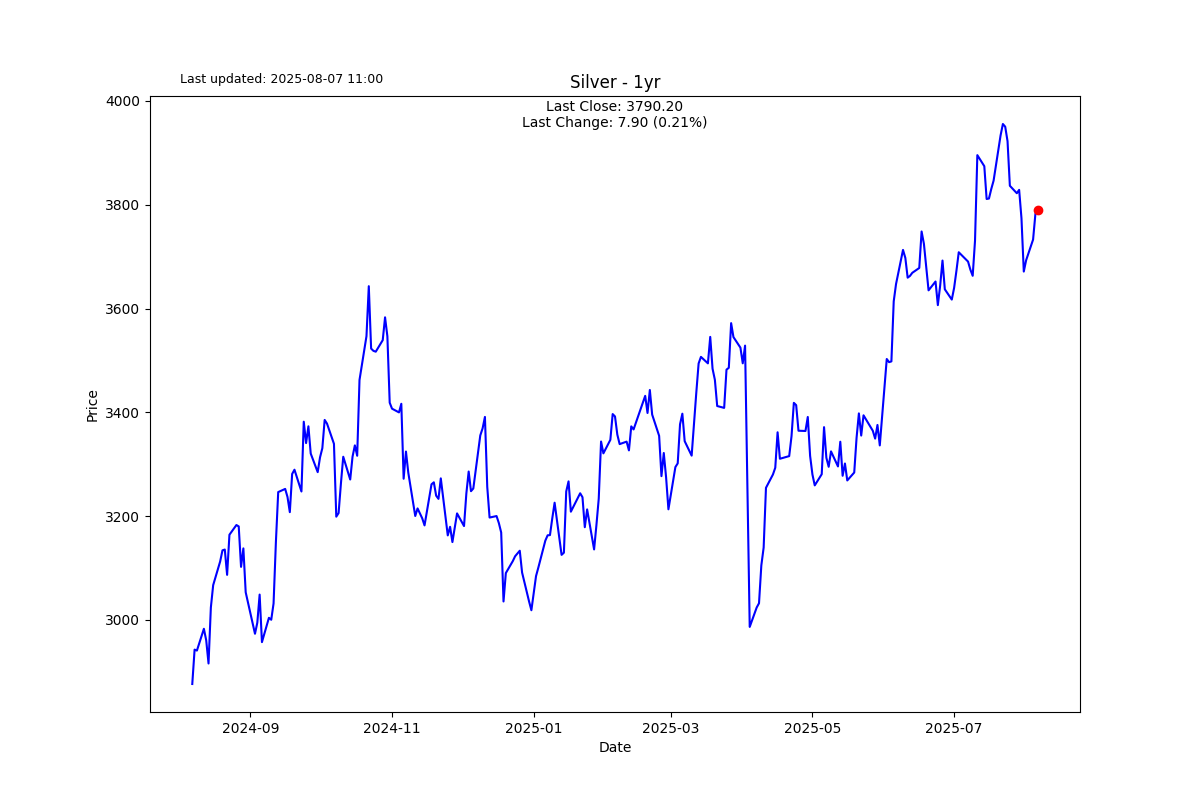 Last updated: 2025-08-07 11:00
Silver - 1yr
Last Close: 3790.20
Last Change: 7.90 (0.21%)
Price
4000
3800
3600
3400
3200
3000
2024-09
2024-11
2025-01
2025-03
2025-05
2025-07
Date